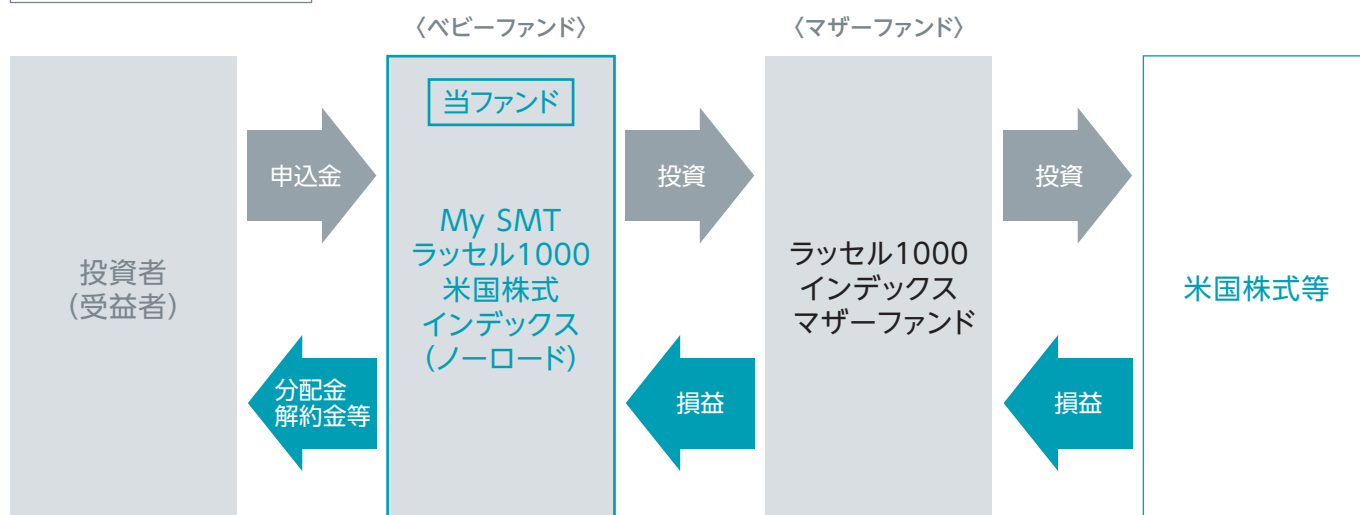 〈ベビーファンド〉
〈マザーファンド〉
投資者
(受益者)
申込金
分配金
解約金等
当ファンド
My SMT
ラッセル1000
米国株式
インデックス
(ノーロード)
投資
損益
ラッセル1000
インデックス
マザーファンド
投資
損益
米国株式等